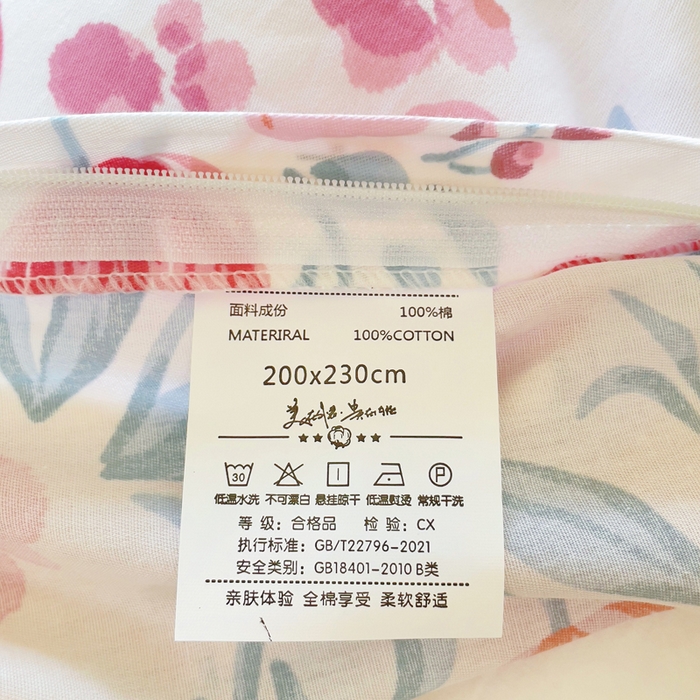 面料成份 100%棉
MATERIRAL 100%COTTON
200x230cm
30 P
低温水洗 不可漂白 悬挂晾干 低温熨烫 常规干洗
等 级：合格品 检 验：CX
执行标准：GB/T22796-2021
安全类别：GB18401-2010 B类
亲肤体验 全棉享受 柔软舒适